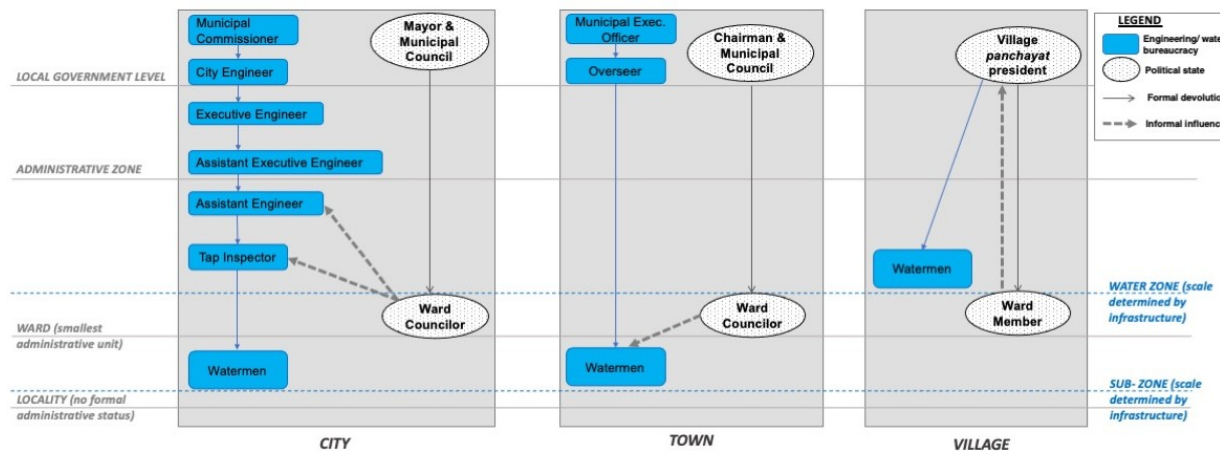 Municipal
Commissioner
City Engineer
Executive Engineer
Assistant Executive Engineer
Assistant Engineer
Tap Inspector
Watermen
Mayor &
Municipal
Council
Ward
Councilor
CITY
Municipal Exec.
Officer
Overseer
Watermen
Chairman &
Municipal
Council
Ward
Councilor
TOWN
Village
panchayat
president
Watermen
Ward
Member
VILLAGE
LEGEND
Engineering/
bureaucracy
Political state
Formal
Informal
LOCAL GOVERNMENT LEVEL
ADMINISTRATIVE ZONE
WARD (smallest
administrative unit)
LOCALITY (no formal
administrative status)
WATER ZONE (scale
determined by
infrastructure)
SUB- ZONE (scale
determined by
infrastructure)